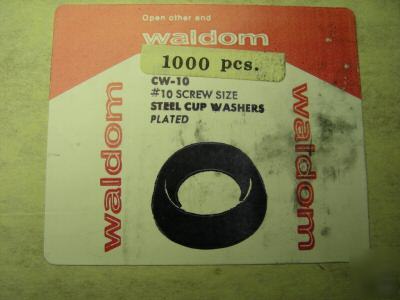 Open other end
waldom
1000 pcs.
CW-10
#10 SCREW SIZE
STEEL CUP WASHERS
PLATED
waldom
waldom